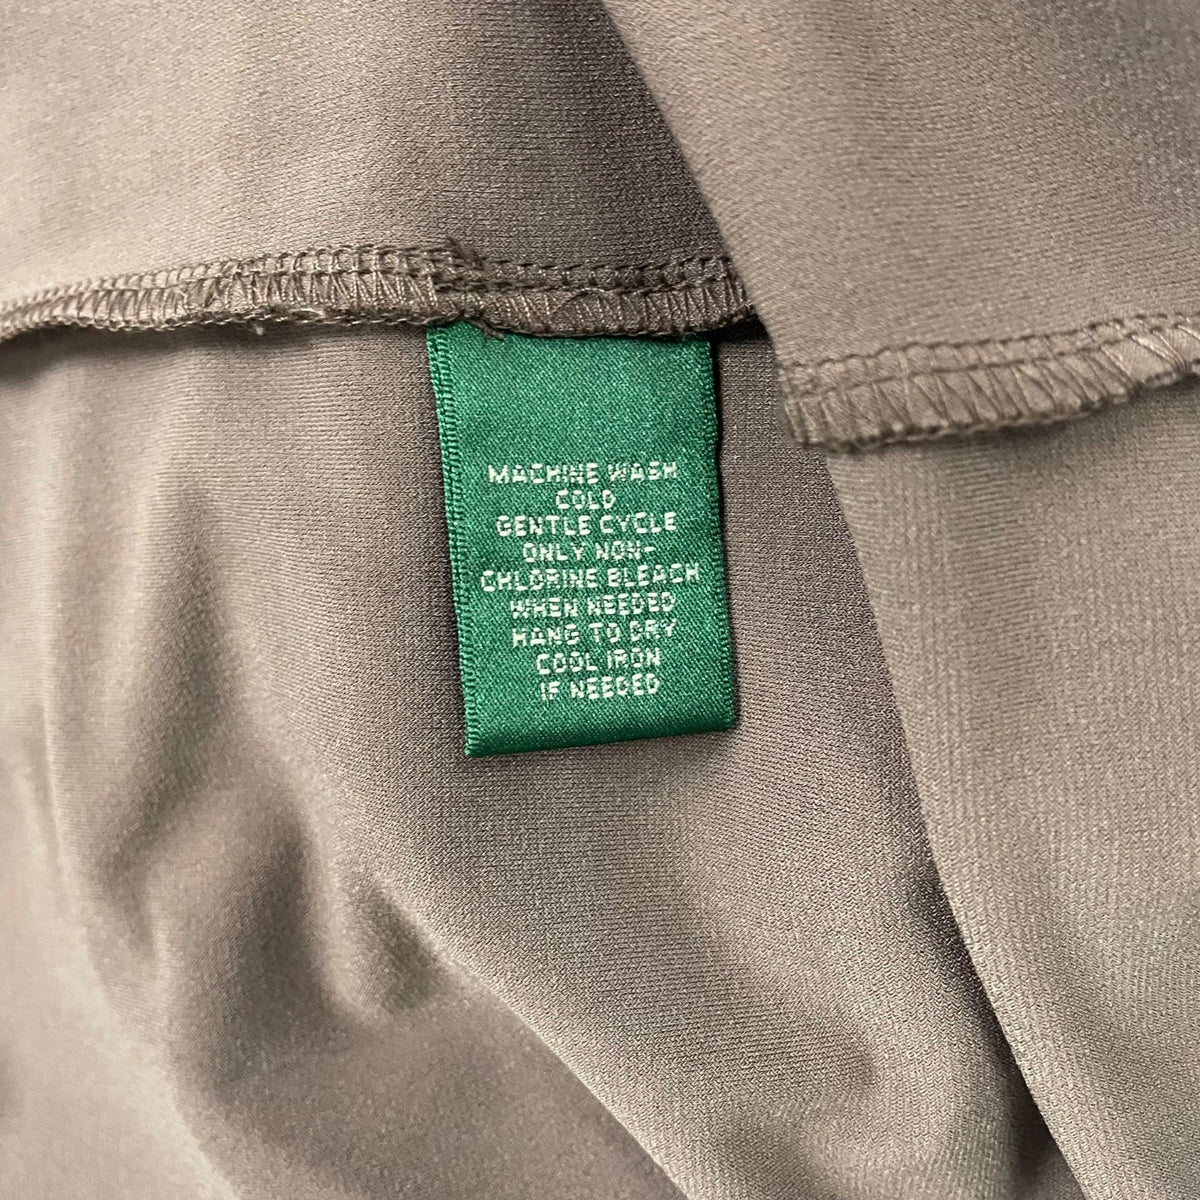 MACHINE WASH
COLD
GENTLE CYCLE
ONLY NON-
CHLORINE BLEACH
WHEN NEEDED
HANG TO DRY
COOL IRON
IF NEEDED